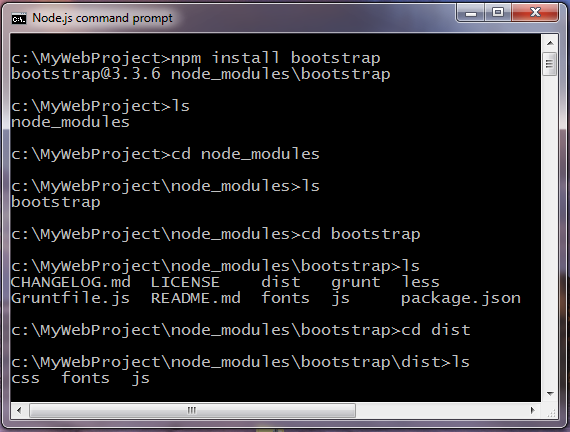 Node.js command prompt
c:\MyWebProject>npm install bootstrap
bootstrap@3.3.6 node_modules\bootstrap
c:\MyWebProject>ls
node_modules
c:\MyWebProject>cd node_modules
c:\MyWebProject\node_modules>ls
bootstrap
c:\MyWebProject\node_modules>cd bootstrap
c:\MyWebProject\node_modules\bootstrap>ls
CHANGELOG.md  LICENSE    dist   grunt  less
Gruntfile.js  README.md  fonts  js     package.json
c:\MyWebProject\node_modules\bootstrap>cd dist
c:\MyWebProject\node_modules\bootstrap\dist>ls
css  fonts  js